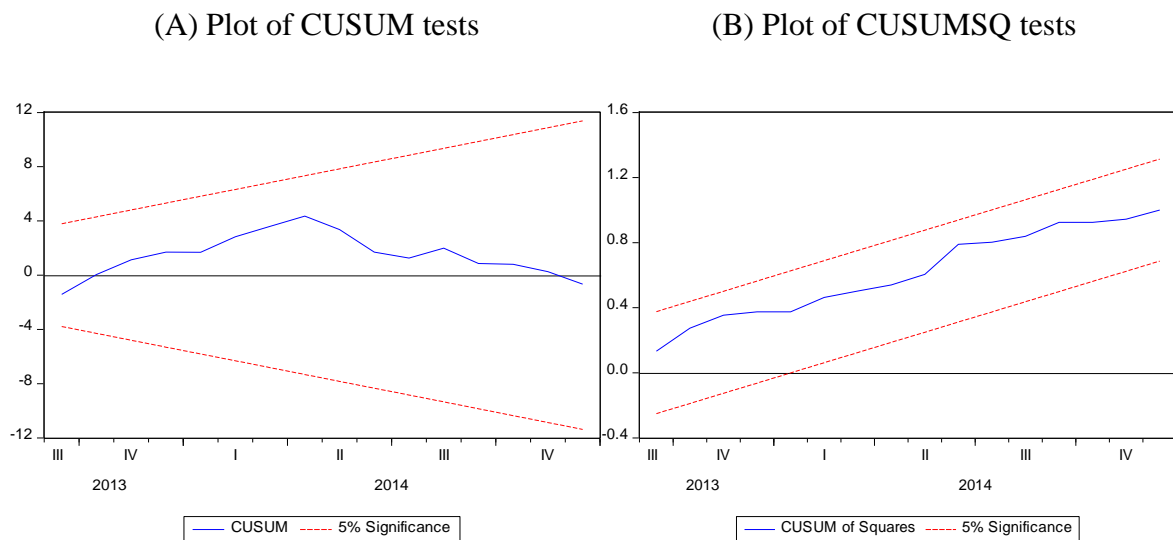 (A) Plot of CUSUM tests
(B) Plot of CUSUMSQ tests
12
8
4
0
-4
-8
-12
III IV I II III IV
2013 2014
CUSUM 5% Significance
1.6
1.2
0.8
0.4
0.0
-0.4
III IV I II III IV
2013 2014
CUSUM of Squares 5% Significance